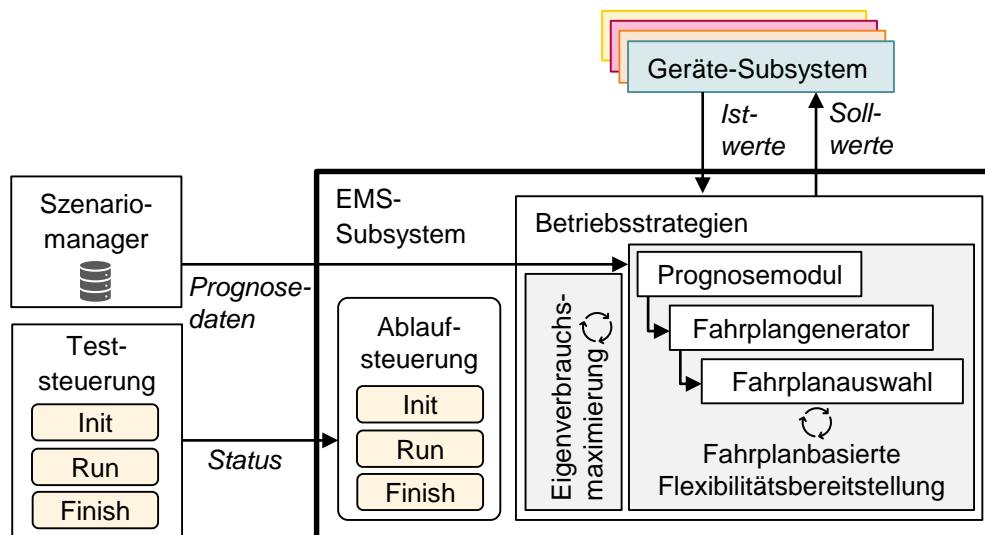 Geräte-Subsystem
Ist-
werte
Soll-
werte
Szenario-
manager
Prognose-
daten
Test-
steuerung
Init
Run
Finish
Status
EMS-
Subsystem
Ablauf-
steuerung
Init
Run
Finish
Betriebsstrategien
Eigenverbrauchs-
maximierung
Prognosemodul
Fahrplangenerator
Fahrplanauswahl
Fahrplanbasierte
Flexibilitätsbereitstellung